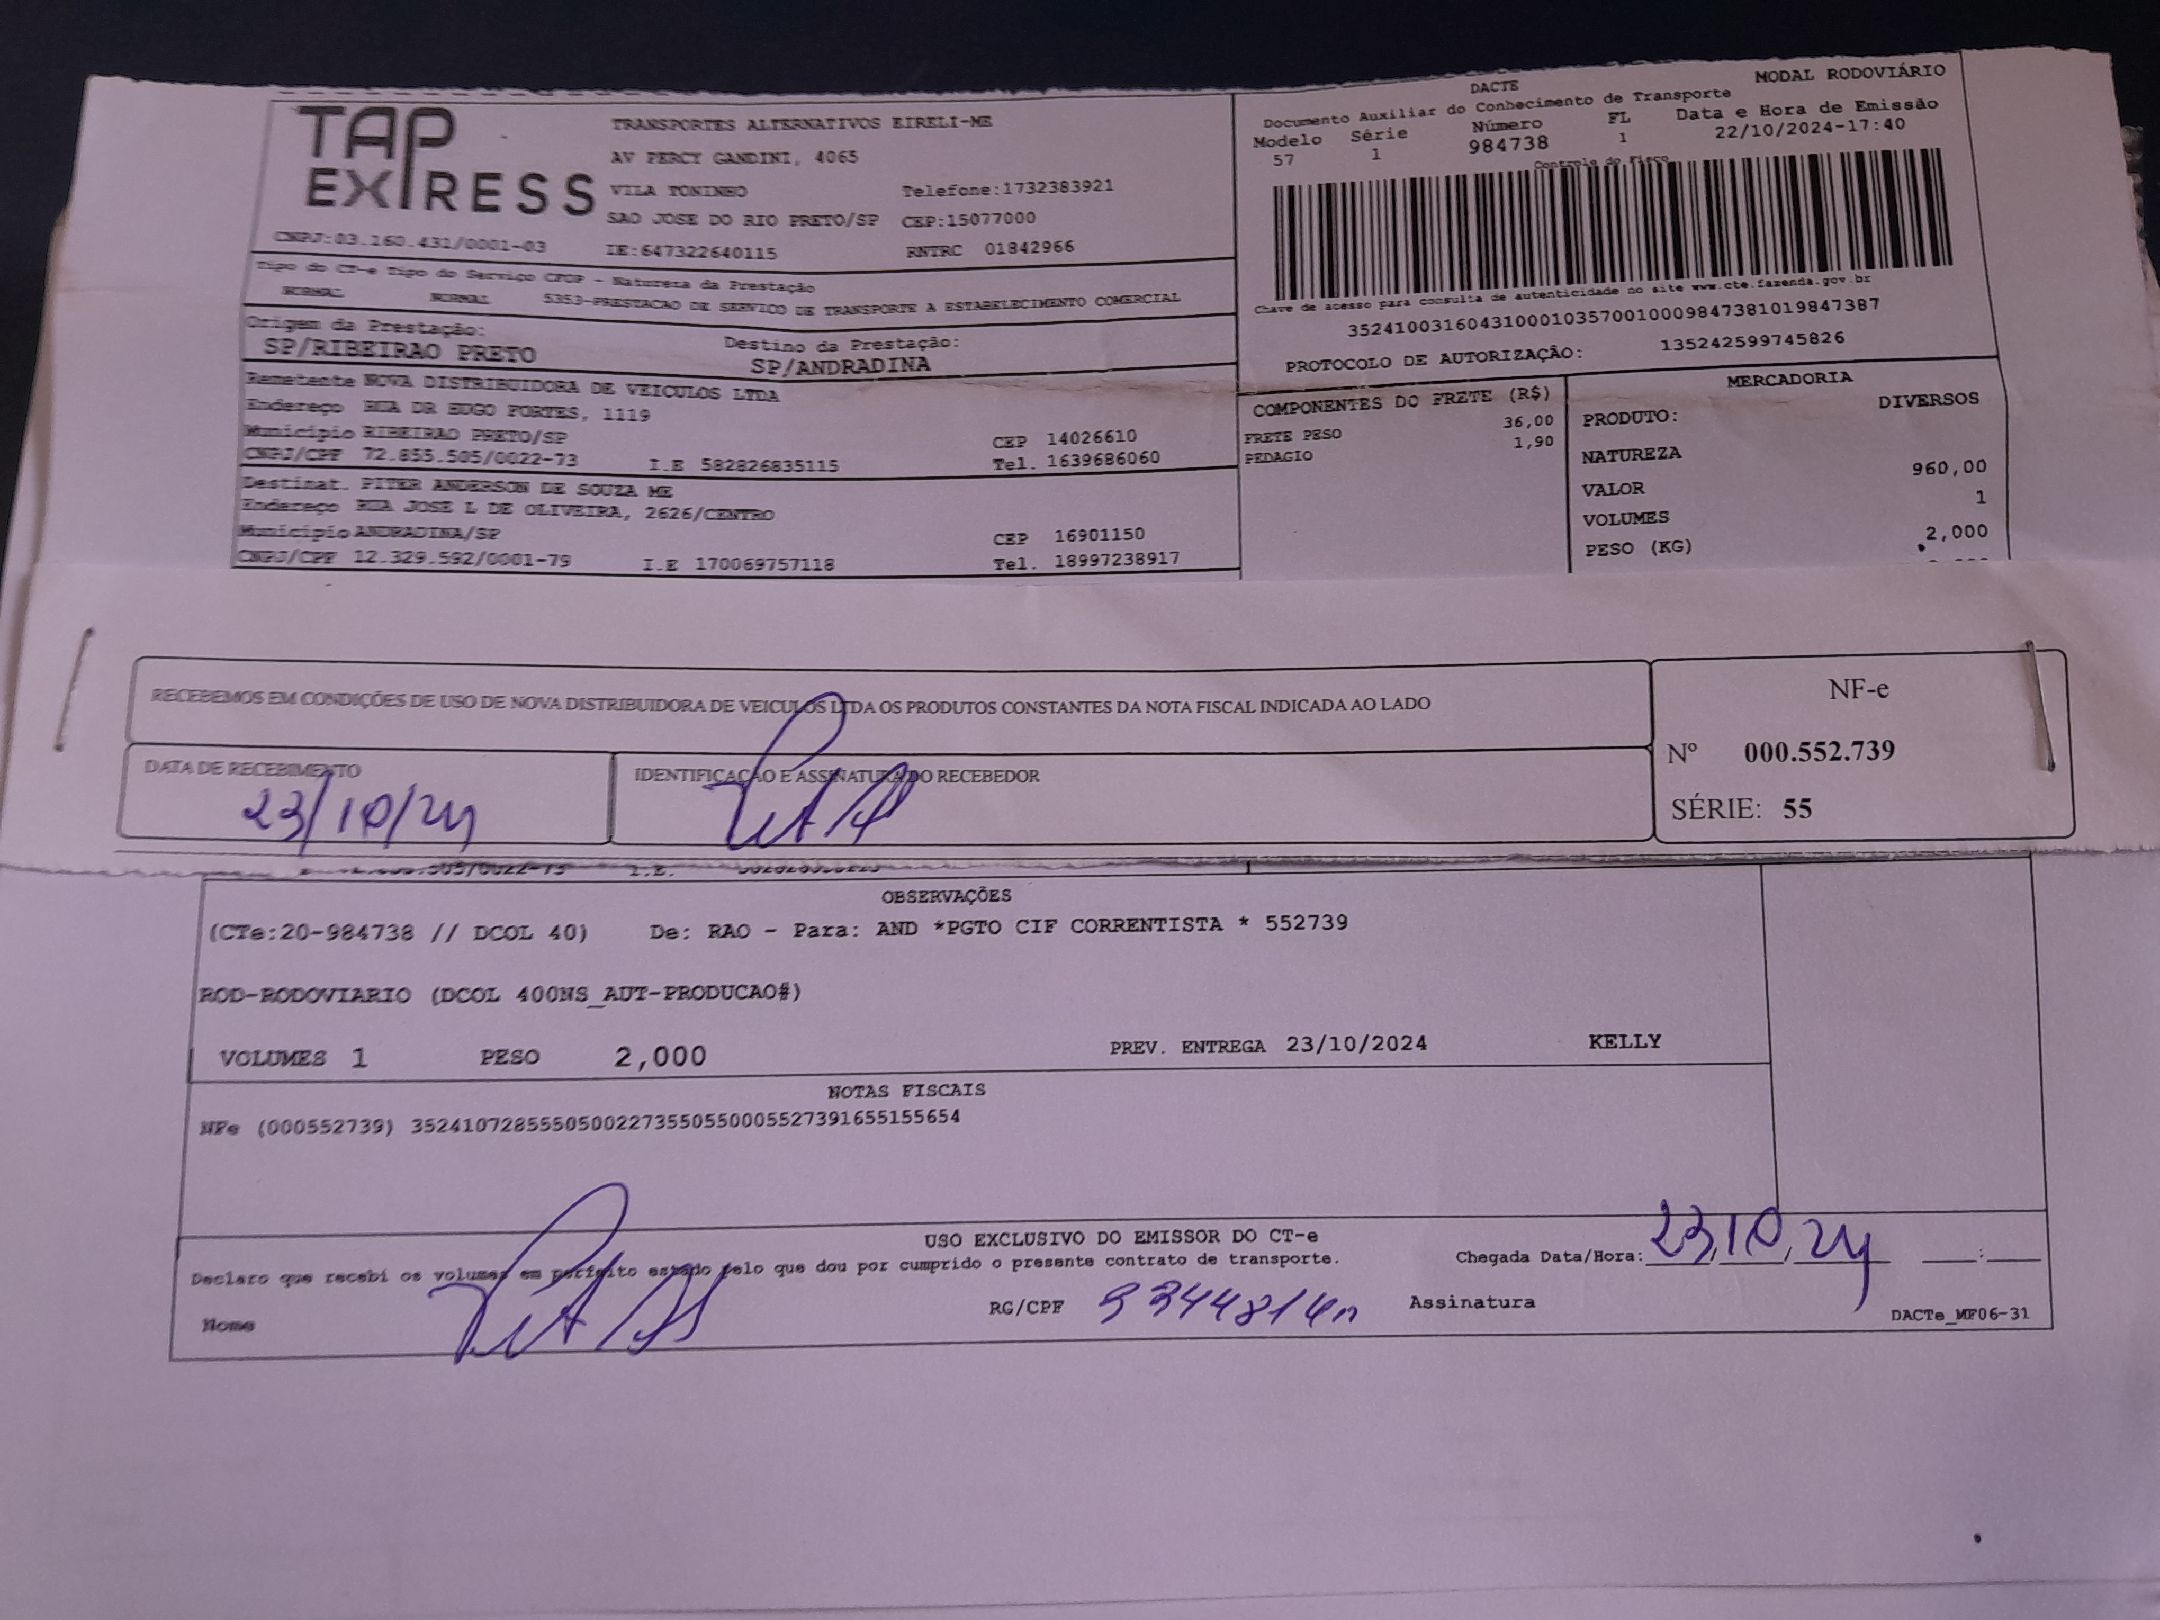 TAP
EXPRESS
TRANSPORTES ALTERNATIVOS EIRELI-ME
AV PERCY GANDINI, 4065
VILA TONINHO Telefone:1732383921
SAO JOSE DO RIO PRETO/SP CEP:15077000
CNPJ:03.160.431/0001-03 IE:647322640115 RNTRC 01842966
DACTE MODAL RODOVIÁRIO
Documento Auxiliar do Conhecimento de Transporte
Modelo Série Número FL Data e Hora de Emissão
57 1 984738 1 22/10/2024-17:40
Controle do Fisco
Chave de acesso para consulta de autenticidade no site www.cte.fazenda.gov.br
35241003160431000103570010009847381019847387
PROTOCOLO DE AUTORIZAÇÃO: 135242599745826
Tipo do CT-e Tipo do Serviço CFOP - Natureza da Prestação
NORMAL NORMAL 5353-PRESTACAO DE SERVICO DE TRANSPORTE A ESTABELECIMENTO COMERCIAL
Origem da Prestação: Destino da Prestação:
SP/RIBEIRAO PRETO SP/ANDRADINA
Remetente NOVA DISTRIBUIDORA DE VEICULOS LTDA
Endereço RUA DR HUGO FORTES, 1119
Municipio RIBEIRAO PRETO/SP CEP 14026610
CNPJ/CPF 72.855.505/0022-73 I.E 582826835115 Tel. 1639686060
Destinat. PITER ANDERSON DE SOUZA ME
Endereço RUA JOSE L DE OLIVEIRA, 2626/CENTRO
Municipio ANDRADINA/SP CEP 16901150
CNPJ/CPF 12.329.592/0001-79 I.E 170069757118 Tel. 18997238917
COMPONENTES DO FRETE (R$)
FRETE PESO 36,00
PEDAGIO 1,90
MERCADORIA
PRODUTO: DIVERSOS
NATUREZA
VALOR 960,00
VOLUMES 1
PESO (KG) 2,000
RECEBEMOS EM CONDIÇÕES DE USO DE NOVA DISTRIBUIDORA DE VEICULOS LTDA OS PRODUTOS CONSTANTES DA NOTA FISCAL INDICADA AO LADO
DATA DE RECEBIMENTO
23/10/24
IDENTIFICAÇÃO E ASSINATURA DO RECEBEDOR
NF-e
Nº 000.552.739
SÉRIE: 55
OBSERVAÇÕES
(CTe:20-984738 // DCOL 40) De: RAO - Para: AND *PGTO CIF CORRENTISTA * 552739
ROD-RODOVIARIO (DCOL 400NS_AUT-PRODUCAO#)
VOLUMES 1 PESO 2,000 PREV. ENTREGA 23/10/2024 KELLY
NOTAS FISCAIS
NFe (000552739) 35241072855505002273550550005527391655155654
USO EXCLUSIVO DO EMISSOR DO CT-e
Declaro que recebi os volumes em perfeito estado pelo que dou por cumprido o presente contrato de transporte.
Chegada Data/Hora: 23/10/24 :
Nome RG/CPF Assinatura
DACTe_MF06-31